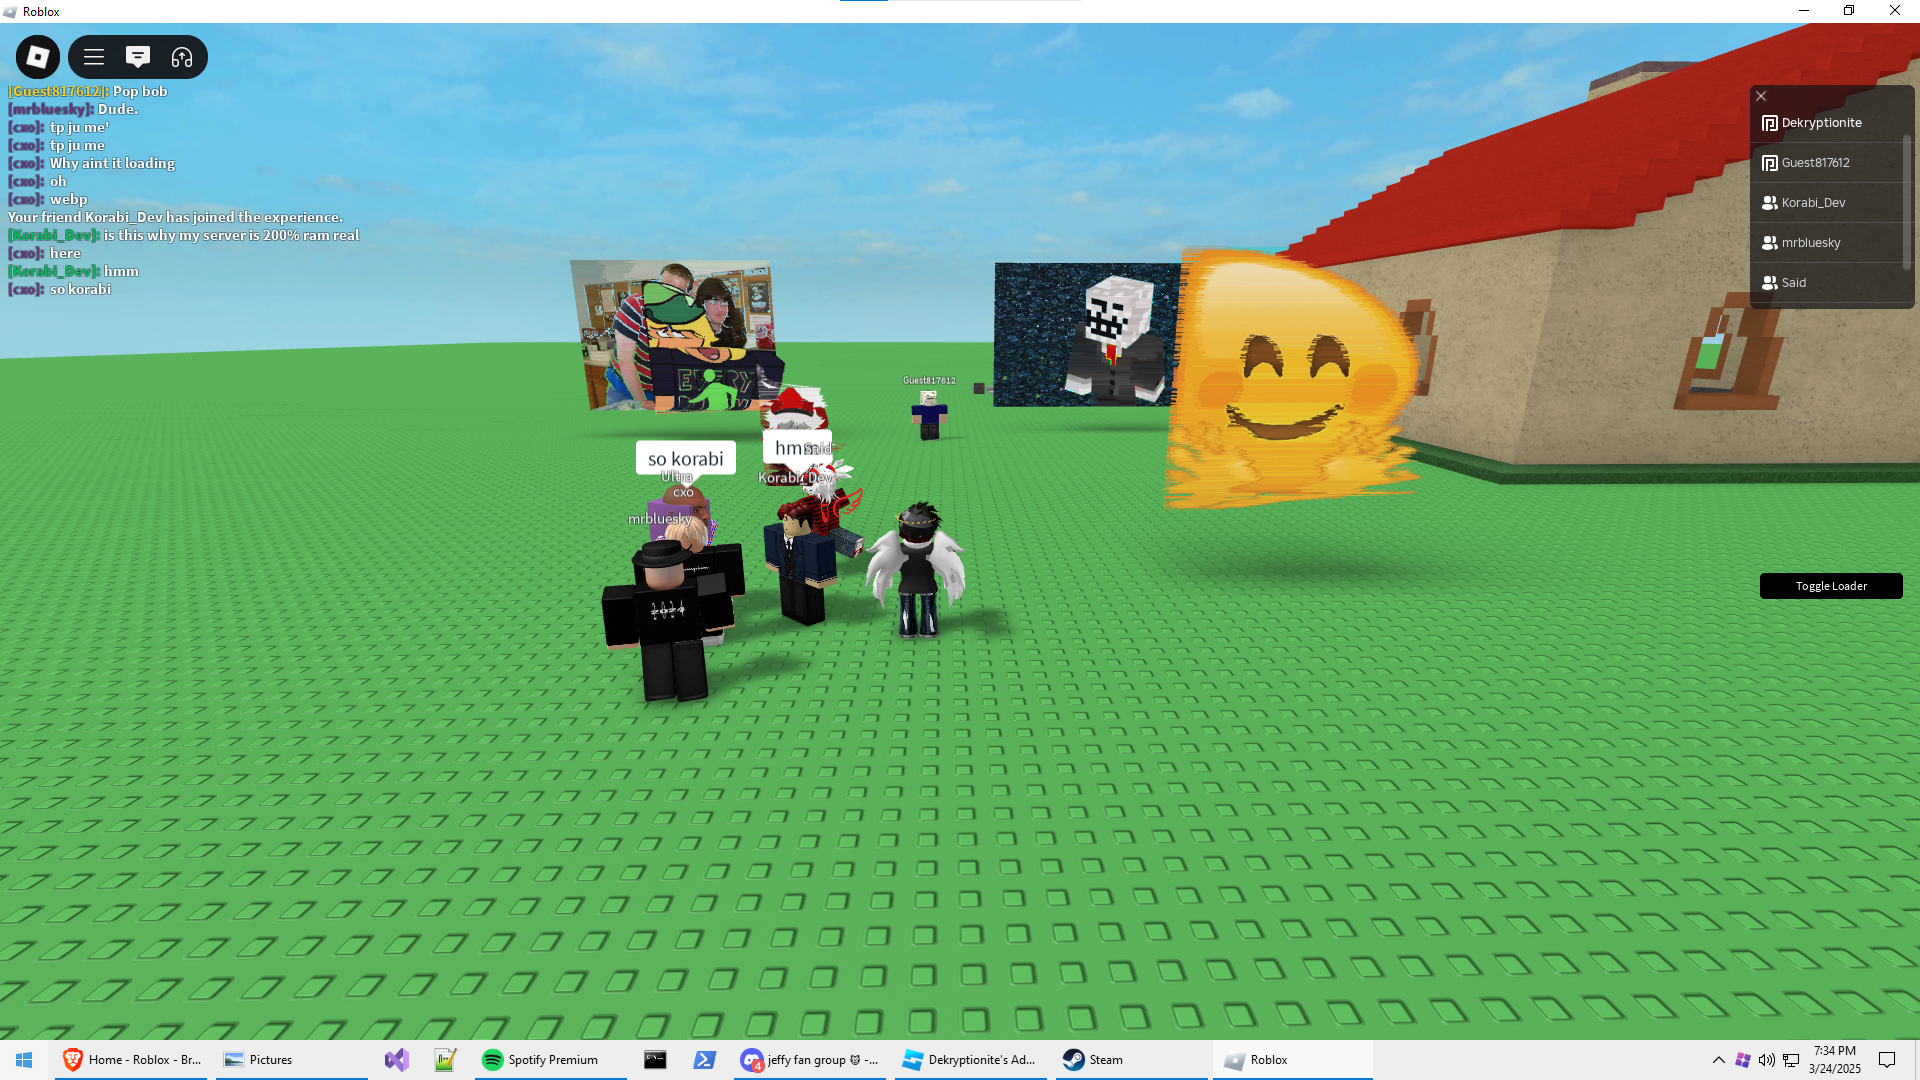 Roblox
[Guest817612]: Pop bob
[mrbluesky]: Dude.
[cxo]: tp ju me'
[cxo]: tp ju me
[cxo]: Why aint it loading
[cxo]: oh
[cxo]: webp
Your friend Korabi_Dev has joined the experience.
[Korabi_Dev]: is this why my server is 200% ram real
[cxo]: here
[Korabi_Dev]: hmm
[cxo]: so korabi
Dekryptionite
Guest817612
Korabi_Dev
mrbluesky
Said
Guest817612
EVERY
so korabi
hmm
Said
Ultra
Korabi_Dev
cxo
mrbluesky
2024
Toggle Loader
Home - Roblox - Br...
Pictures
Spotify Premium
4
jeffy fan group 😈 -...
Dekryptionite's Ad...
Steam
Roblox
7:34 PM
3/24/2025